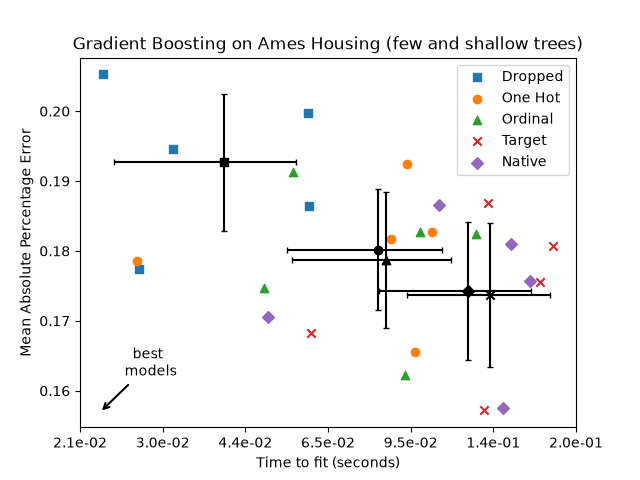 Gradient Boosting on Ames Housing (few and shallow trees)
Dropped
One Hot
Ordinal
Target
Native
Mean Absolute Percentage Error
0.20
0.19
0.18
0.17
0.16
best
models
2.1e-02 3.0e-02 4.4e-02 6.5e-02 9.5e-02 1.4e-01 2.0e-01
Time to fit (seconds)